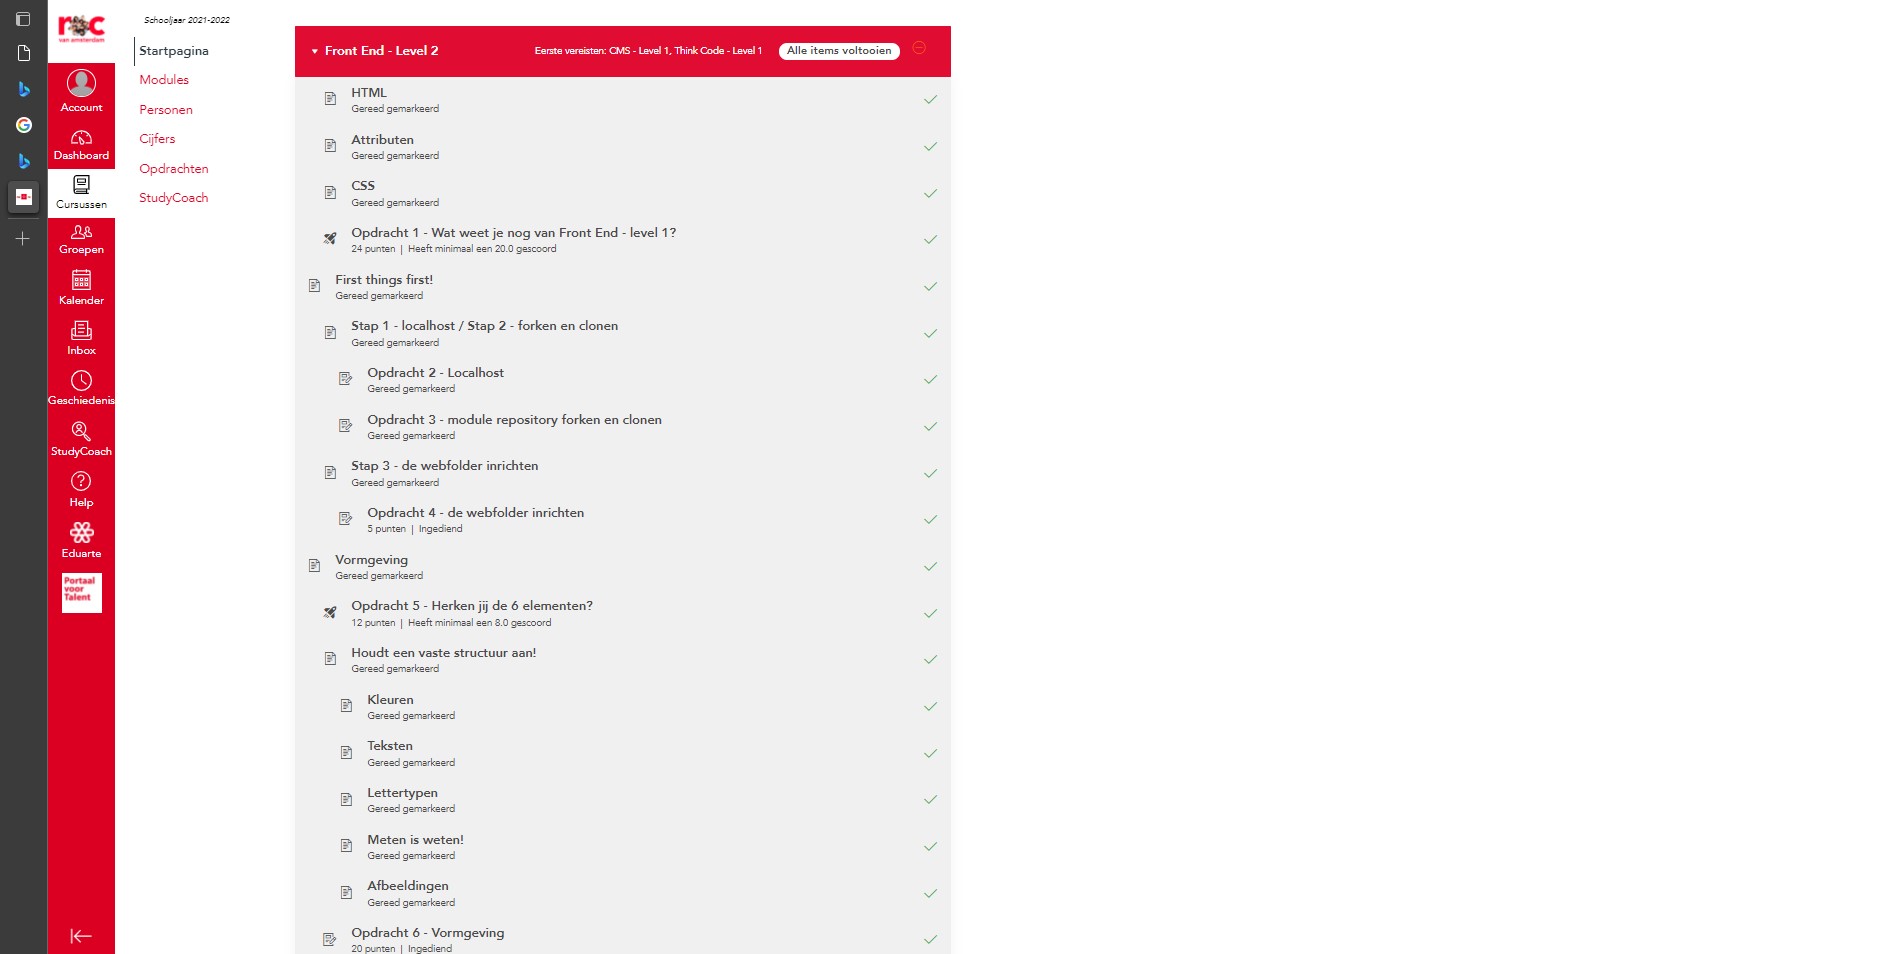 roc
van amsterdam
Account
Dashboard
Cursussen
Groepen
Kalender
Inbox
Geschiedenis
StudyCoach
Help
Eduarte
Portaal
voor
Talent
Schooljaar 2021-2022
Startpagina
Modules
Personen
Cijfers
Opdrachten
StudyCoach
Front End - Level 2
Eerste vereisten: CMS - Level 1, Think Code - Level 1
Alle items voltooien
HTML
Gereed gemarkeerd
Attributen
Gereed gemarkeerd
CSS
Gereed gemarkeerd
Opdracht 1 - Wat weet je nog van Front End - level 1?
24 punten | Heeft minimaal een 20.0 gescoord
First things first!
Gereed gemarkeerd
Stap 1 - localhost / Stap 2 - forken en clonen
Gereed gemarkeerd
Opdracht 2 - Localhost
Gereed gemarkeerd
Opdracht 3 - module repository forken en clonen
Gereed gemarkeerd
Stap 3 - de webfolder inrichten
Gereed gemarkeerd
Opdracht 4 - de webfolder inrichten
5 punten | Ingediend
Vormgeving
Gereed gemarkeerd
Opdracht 5 - Herken jij de 6 elementen?
12 punten | Heeft minimaal een 8.0 gescoord
Houdt een vaste structuur aan!
Gereed gemarkeerd
Kleuren
Gereed gemarkeerd
Teksten
Gereed gemarkeerd
Lettertypen
Gereed gemarkeerd
Meten is weten!
Gereed gemarkeerd
Afbeeldingen
Gereed gemarkeerd
Opdracht 6 - Vormgeving
20 punten | Ingediend